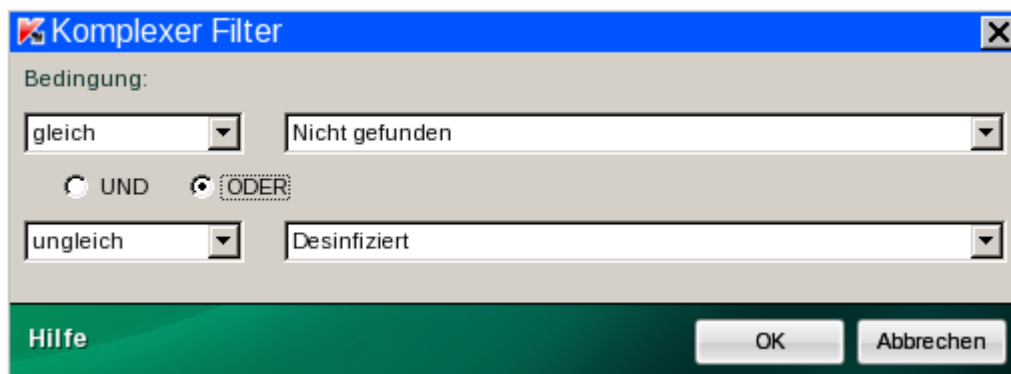 Komplexer Filter
Bedingung:
gleich Nicht gefunden
UND ODER
ungleich Desinfiziert
Hilfe OK Abbrechen